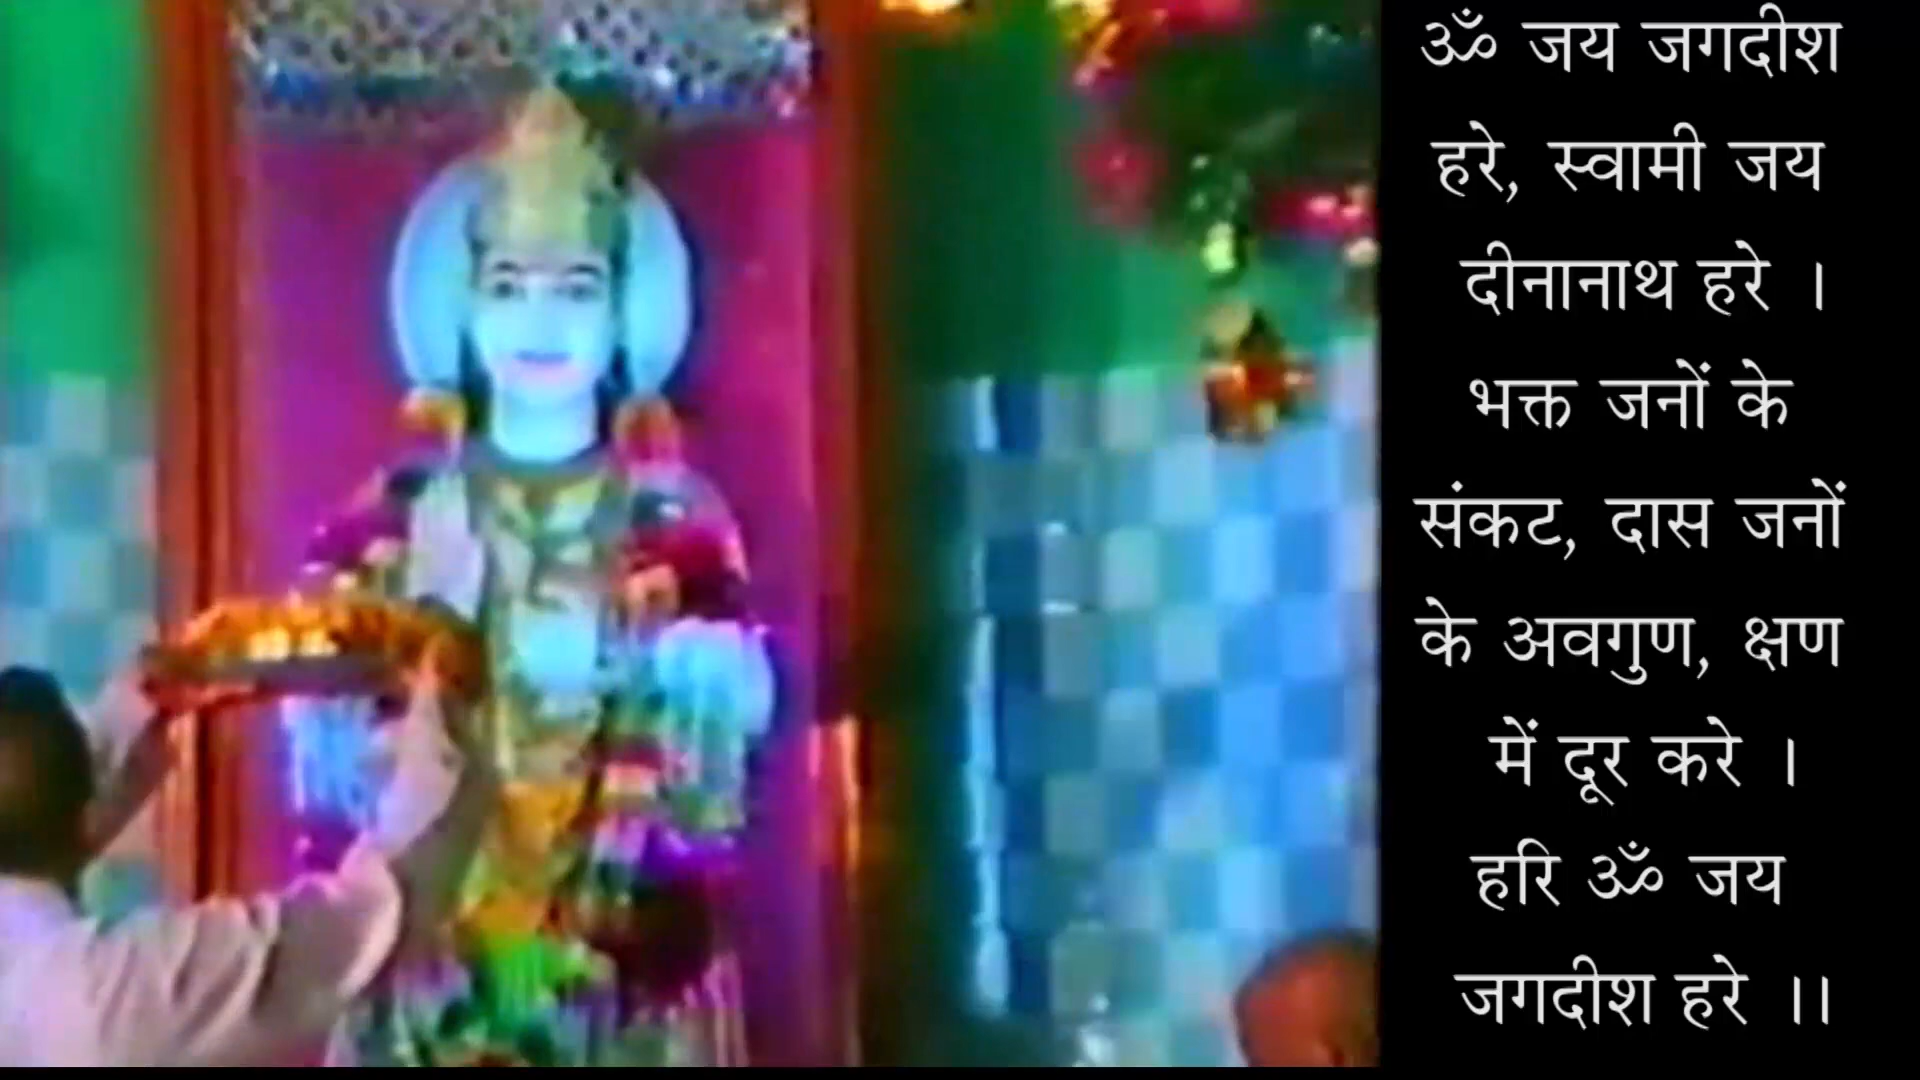 ॐ जय जगदीश
हरे, स्वामी जय
दीनानाथ हरे ।
भक्त जनों के
संकट, दास जनों
के अवगुण, क्षण
में दूर करे ।
हरि ॐ जय
जगदीश हरे ।।